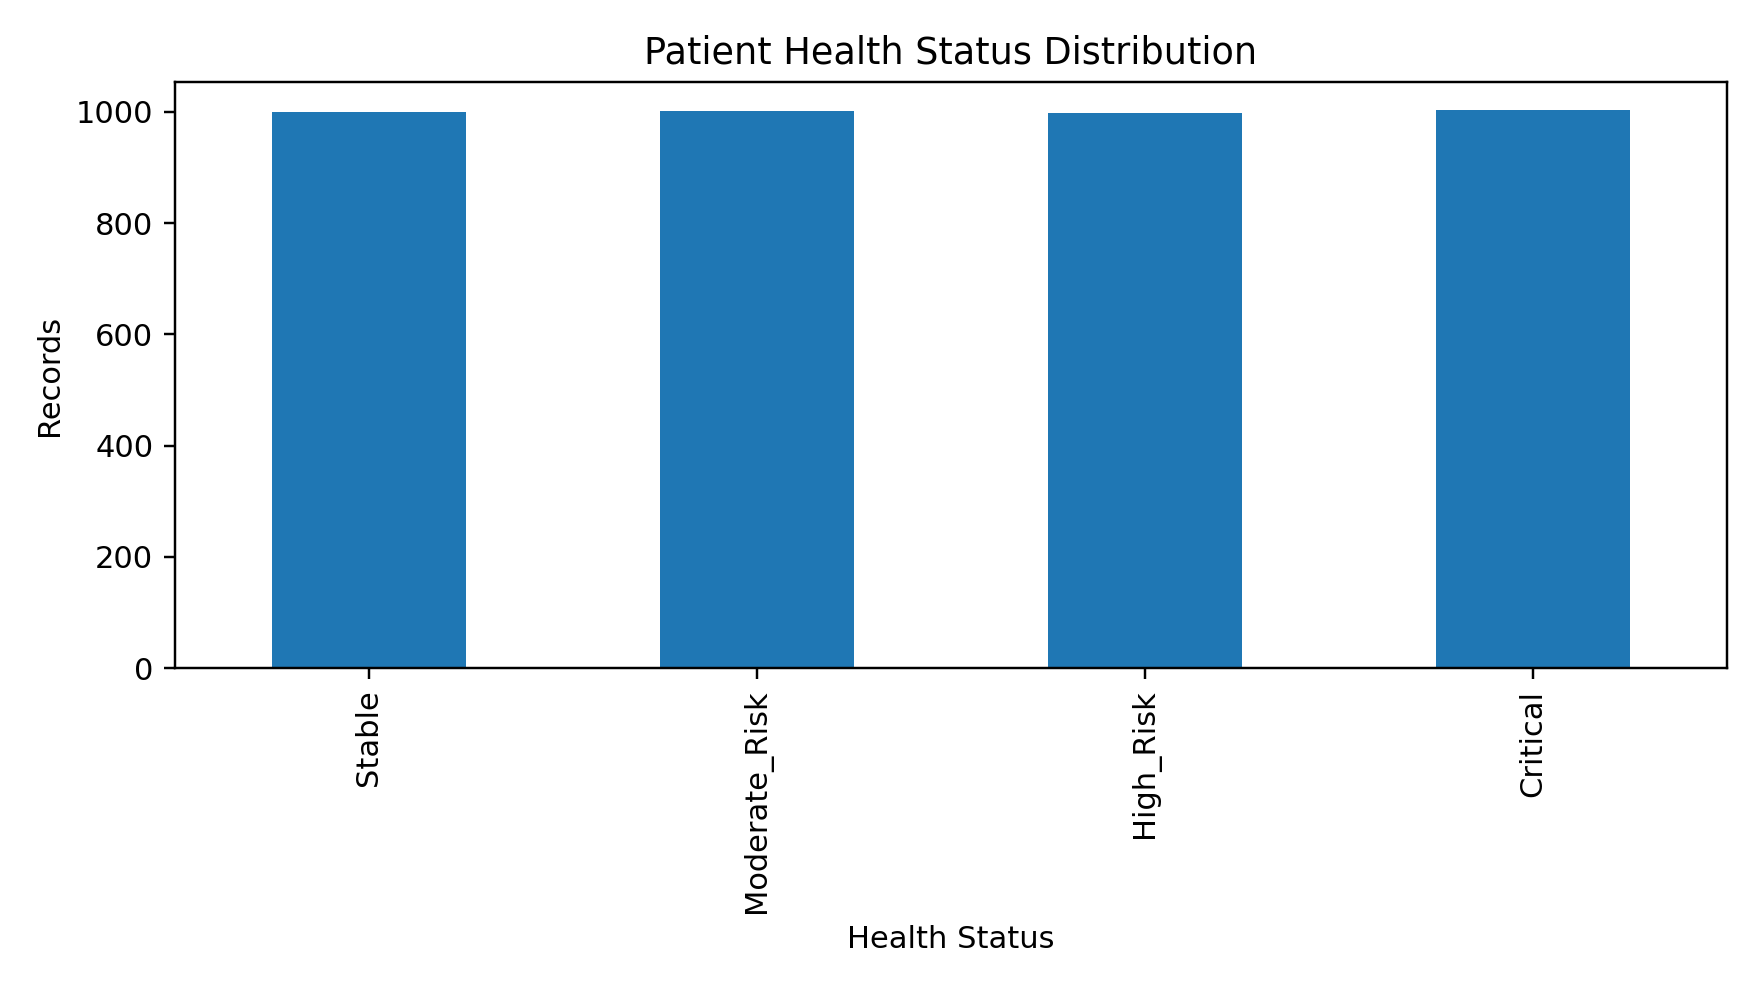 Patient Health Status Distribution
1000
800
600
400
200
0
Records
Stable
Moderate_Risk
High_Risk
Critical
Health Status